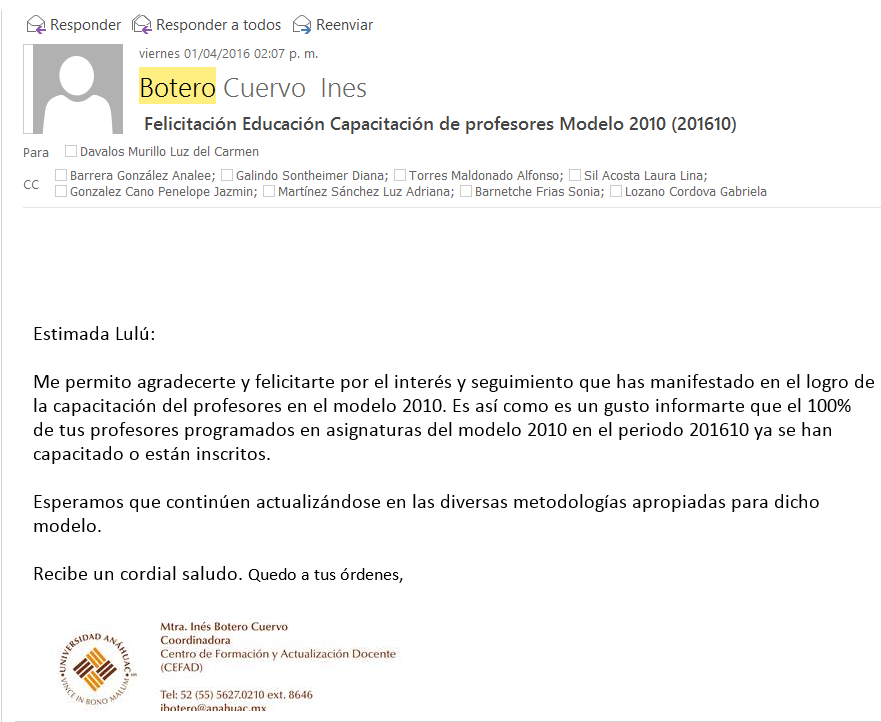 Responder Responder a todos Reenviar
viernes 01/04/2016 02:07 p. m.
Botero Cuervo Ines
Felicitación Educación Capacitación de profesores Modelo 2010 (201610)
Para Davalos Murillo Luz del Carmen
CC Barrera González Analee; Galindo Sontheimer Diana; Torres Maldonado Alfonso; Sil Acosta Laura Lina;
Gonzalez Cano Penelope Jazmin; Martínez Sánchez Luz Adriana; Barnetche Frias Sonia; Lozano Cordova Gabriela
Estimada Lulú:
Me permito agradecerte y felicitarte por el interés y seguimiento que has manifestado en el logro de
la capacitación del profesores en el modelo 2010. Es así como es un gusto informarte que el 100%
de tus profesores programados en asignaturas del modelo 2010 en el periodo 201610 ya se han
capacitado o están inscritos.
Esperamos que continúen actualizándose en las diversas metodologías apropiadas para dicho
modelo.
Recibe un cordial saludo. Quedo a tus órdenes,
UNIVERSIDAD ANÁHUAC
VINCE IN BONO MALUM
Mtra. Inés Botero Cuervo
Coordinadora
Centro de Formación y Actualización Docente
(CEFAD)
Tel: 52 (55) 5627.0210 ext. 8646
ibotero@anahuac.mx